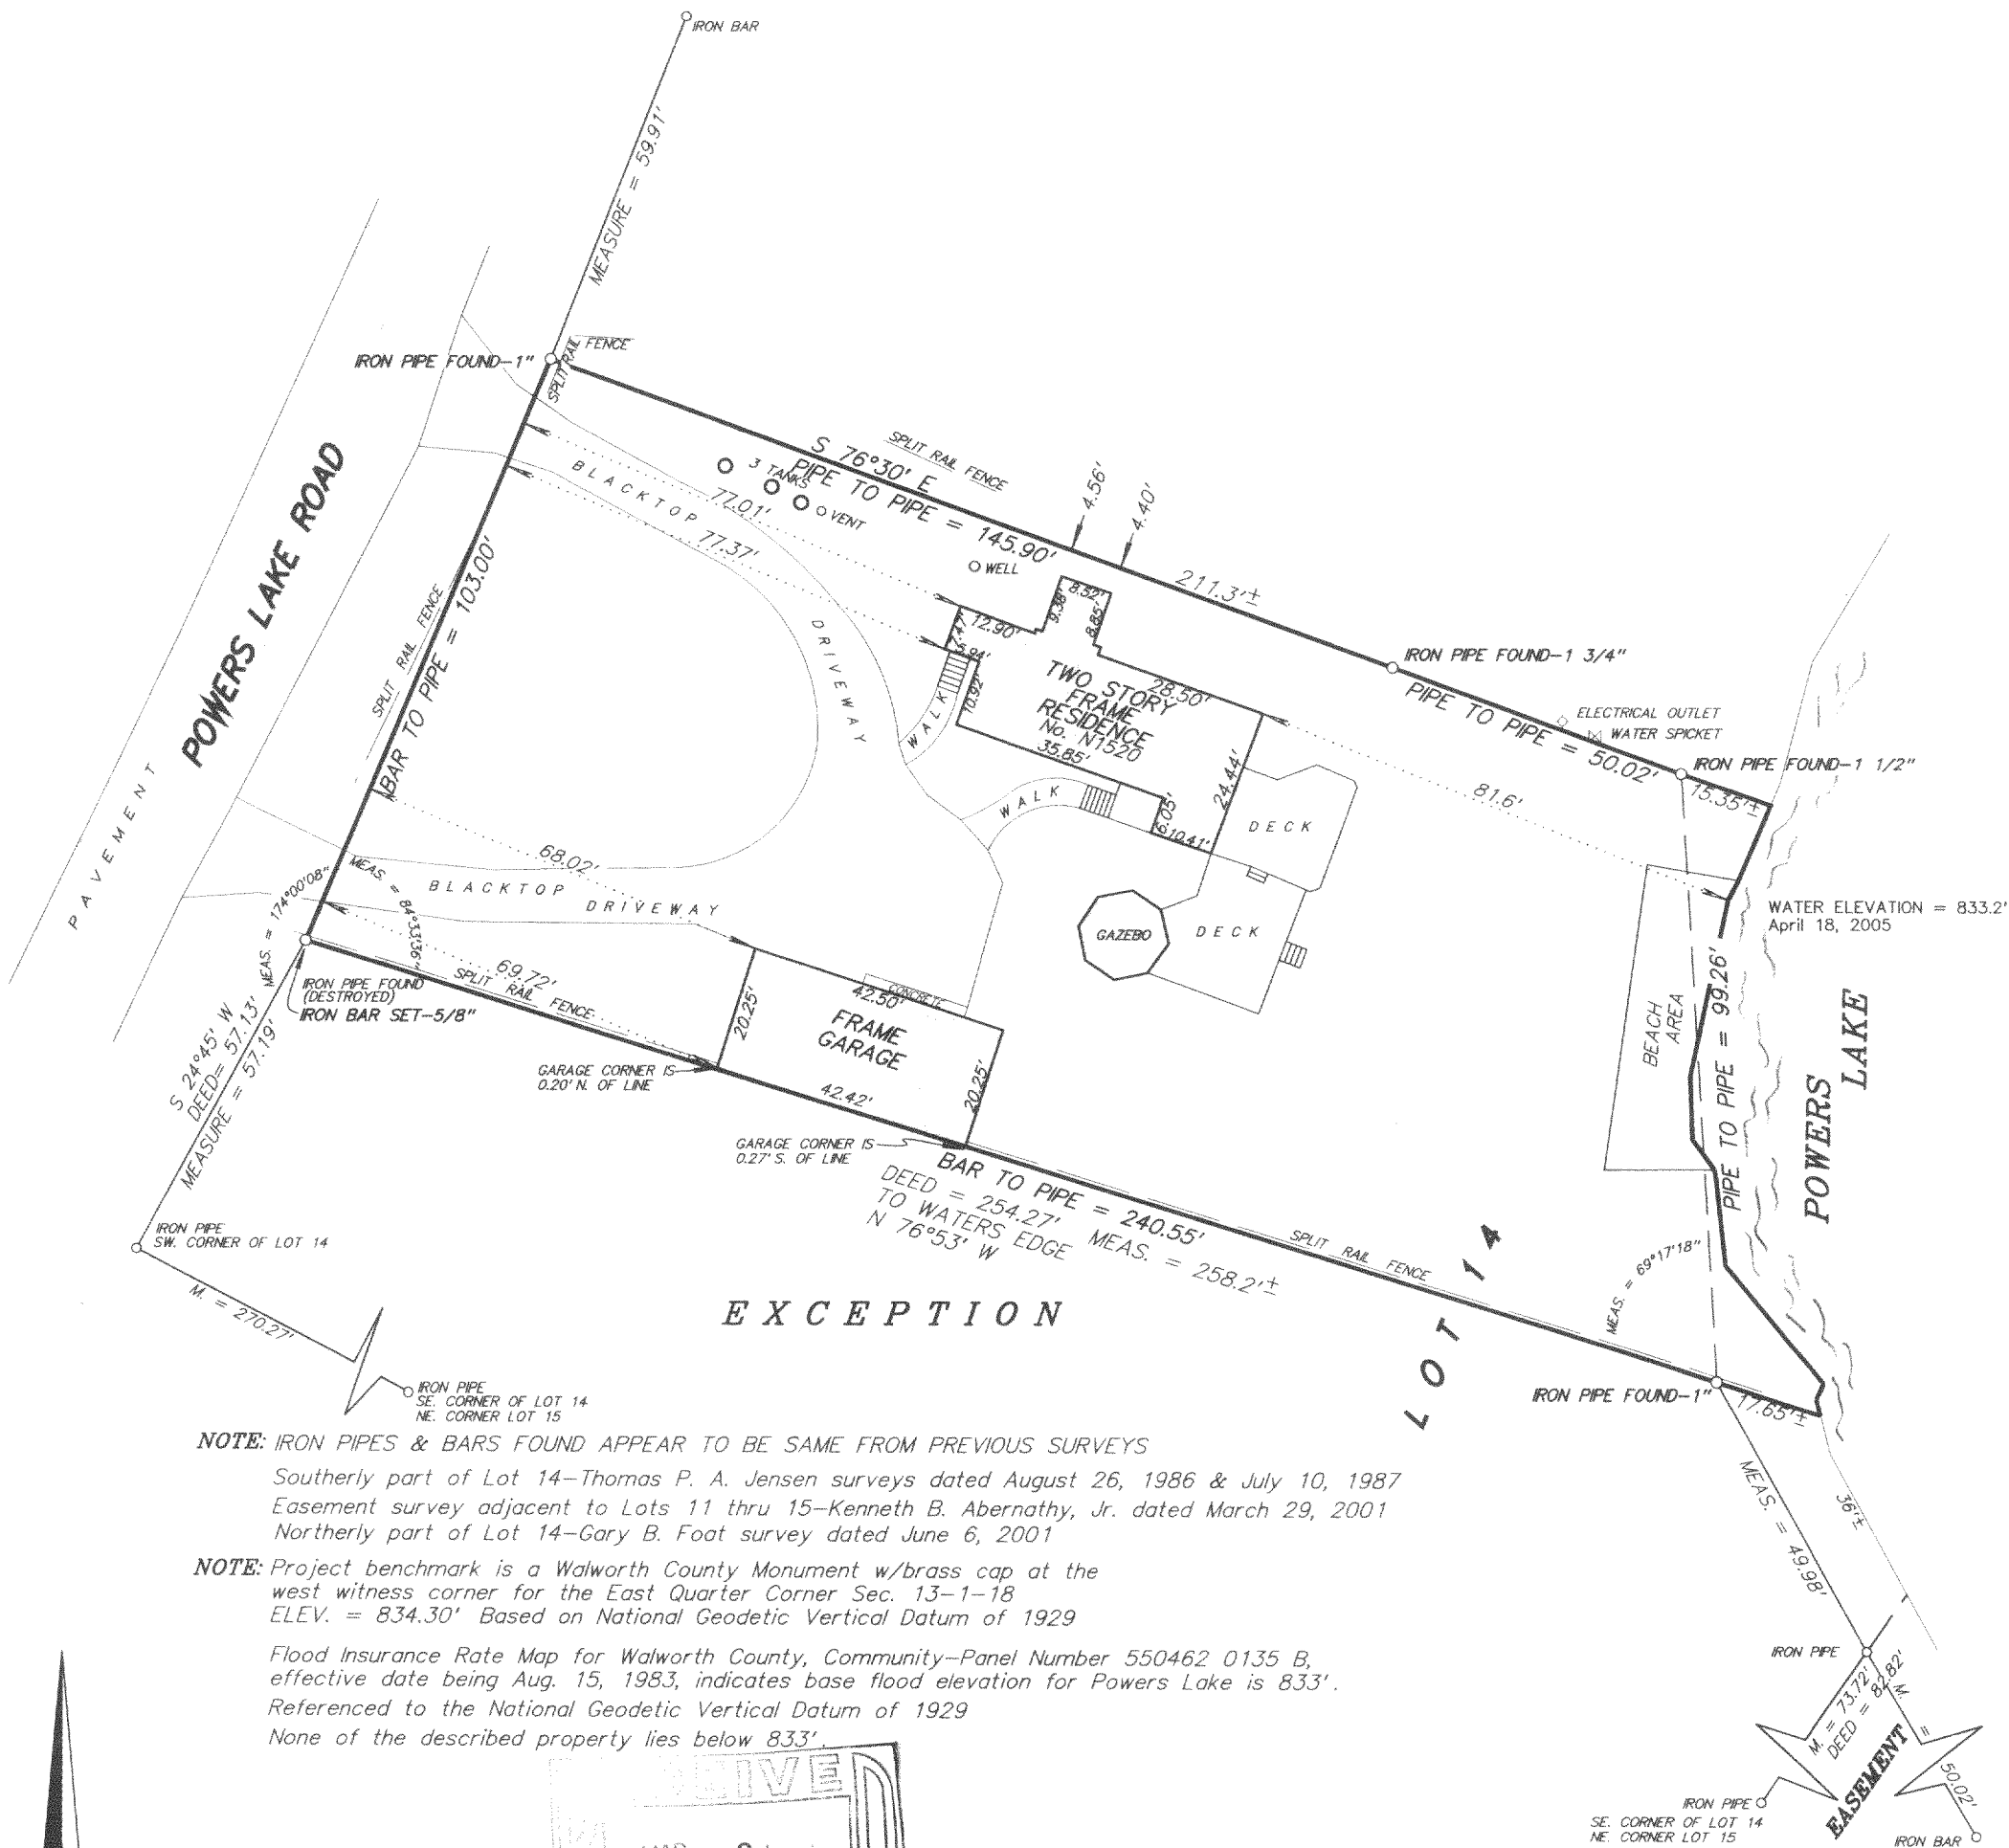 IRON BAR
MEASURE = 59.91'
IRON PIPE FOUND-1"
SPLIT RAIL FENCE
POWERS LAKE ROAD
PAVEMENT
SPLIT RAIL FENCE
BAR TO PIPE = 103.00'
S 76°30' E
SPLIT RAIL FENCE
PIPE TO PIPE = 145.90'
4.56'
4.40'
211.3'±
3 TANKS
VENT
WELL
BLACKTOP
DRIVEWAY
77.01'
77.37'
7.47'
12.90'
9.38'
8.52'
8.85'
5.94'
10.92'
28.50'
TWO STORY
FRAME
RESIDENCE
No. N1520
35.85'
24.44'
6.05'
10.41'
WALK
WALK
DECK
DECK
GAZEBO
81.6'
IRON PIPE FOUND-1 3/4"
PIPE TO PIPE = 50.02'
ELECTRICAL OUTLET
WATER SPICKET
IRON PIPE FOUND-1 1/2"
15.35'±
WATER ELEVATION = 833.2'
April 18, 2005
BEACH
AREA
PIPE TO PIPE = 99.26'
POWERS
LAKE
68.02'
BLACKTOP
DRIVEWAY
MEAS. = 174°00'08"
MEAS. = 84°33'36"
69.72'
SPLIT RAIL FENCE
IRON PIPE FOUND
(DESTROYED)
IRON BAR SET-5/8"
CONCRETE
42.50'
FRAME
GARAGE
20.25'
20.25'
42.42'
GARAGE CORNER IS
0.20' N. OF LINE
GARAGE CORNER IS
0.27' S. OF LINE
S 24°45' W
DEED= 57.13'
MEASURE = 57.19'
IRON PIPE
SW. CORNER OF LOT 14
M. = 270.27'
IRON PIPE
SE. CORNER OF LOT 14
NE. CORNER LOT 15
BAR TO PIPE = 240.55'
DEED = 254.27' MEAS. = 258.2'±
TO WATERS EDGE
N 76°53' W
SPLIT RAIL FENCE
EXCEPTION
LOT 14
MEAS. = 69°17'18"
IRON PIPE FOUND-1"
17.65'±
MEAS. = 49.98'
36'±
IRON PIPE
M. = 73.72'
DEED = 82.82'
M. = 50.02'
EASEMENT
IRON PIPE
SE. CORNER OF LOT 14
NE. CORNER LOT 15
IRON BAR
NOTE: IRON PIPES & BARS FOUND APPEAR TO BE SAME FROM PREVIOUS SURVEYS
Southerly part of Lot 14-Thomas P. A. Jensen surveys dated August 26, 1986 & July 10, 1987
Easement survey adjacent to Lots 11 thru 15-Kenneth B. Abernathy, Jr. dated March 29, 2001
Northerly part of Lot 14-Gary B. Foat survey dated June 6, 2001
NOTE: Project benchmark is a Walworth County Monument w/brass cap at the
west witness corner for the East Quarter Corner Sec. 13-1-18
ELEV. = 834.30' Based on National Geodetic Vertical Datum of 1929
Flood Insurance Rate Map for Walworth County, Community-Panel Number 550462 0135 B,
effective date being Aug. 15, 1983, indicates base flood elevation for Powers Lake is 833'.
Referenced to the National Geodetic Vertical Datum of 1929
None of the described property lies below 833'.